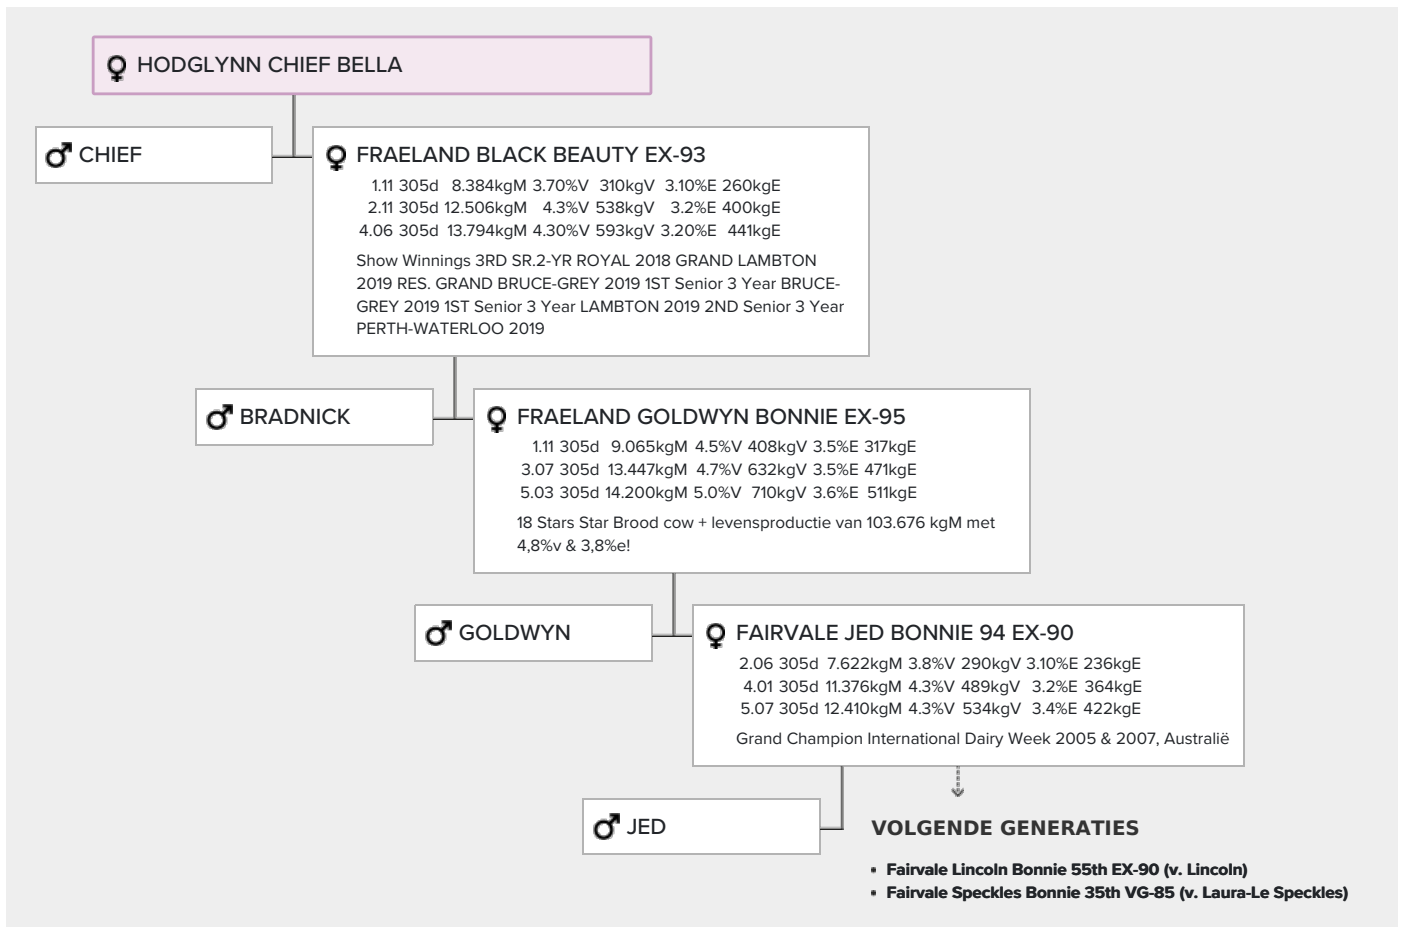 HODGLYNN CHIEF BELLA
CHIEF
FRAELAND BLACK BEAUTY EX-93
1.11 305d 8.384kgM 3.70%V 310kgV 3.10%E 260kgE
2.11 305d 12.506kgM 4.3%V 538kgV 3.2%E 400kgE
4.06 305d 13.794kgM 4.30%V 593kgV 3.20%E 441kgE
Show Winnings 3RD SR.2-YR ROYAL 2018 GRAND LAMBTON
2019 RES. GRAND BRUCE-GREY 2019 1ST Senior 3 Year BRUCE-
GREY 2019 1ST Senior 3 Year LAMBTON 2019 2ND Senior 3 Year
PERTH-WATERLOO 2019
BRADNICK
FRAELAND GOLDWYN BONNIE EX-95
1.11 305d 9.065kgM 4.5%V 408kgV 3.5%E 317kgE
3.07 305d 13.447kgM 4.7%V 632kgV 3.5%E 471kgE
5.03 305d 14.200kgM 5.0%V 710kgV 3.6%E 511kgE
18 Stars Star Brood cow + levensproductie van 103.676 kgM met
4,8%v & 3,8%e!
GOLDWYN
FAIRVALE JED BONNIE 94 EX-90
2.06 305d 7.622kgM 3.8%V 290kgV 3.10%E 236kgE
4.01 305d 11.376kgM 4.3%V 489kgV 3.2%E 364kgE
5.07 305d 12.410kgM 4.3%V 534kgV 3.4%E 422kgE
Grand Champion International Dairy Week 2005 & 2007, Australië
JED
VOLGENDE GENERATIES
• Fairvale Lincoln Bonnie 55th EX-90 (v. Lincoln)
• Fairvale Speckles Bonnie 35th VG-85 (v. Laura-Le Speckles)